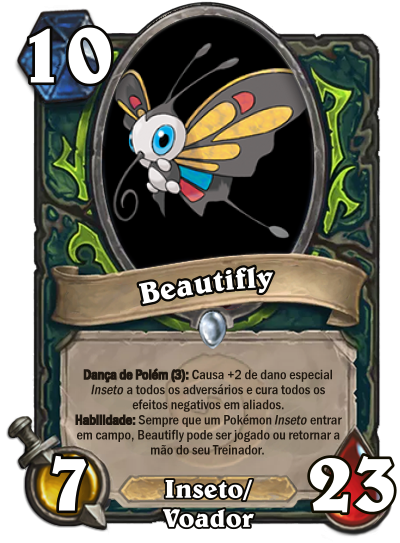 10
Beautifly
Dança de Polém (3): Causa +2 de dano especial
Inseto a todos os adversários e cura todos os
efeitos negativos em aliados.
Habilidade: Sempre que um Pokémon Inseto entrar
em campo, Beautifly pode ser jogado ou retornar a
mão do seu Treinador.
7
Inseto/
Voador
23